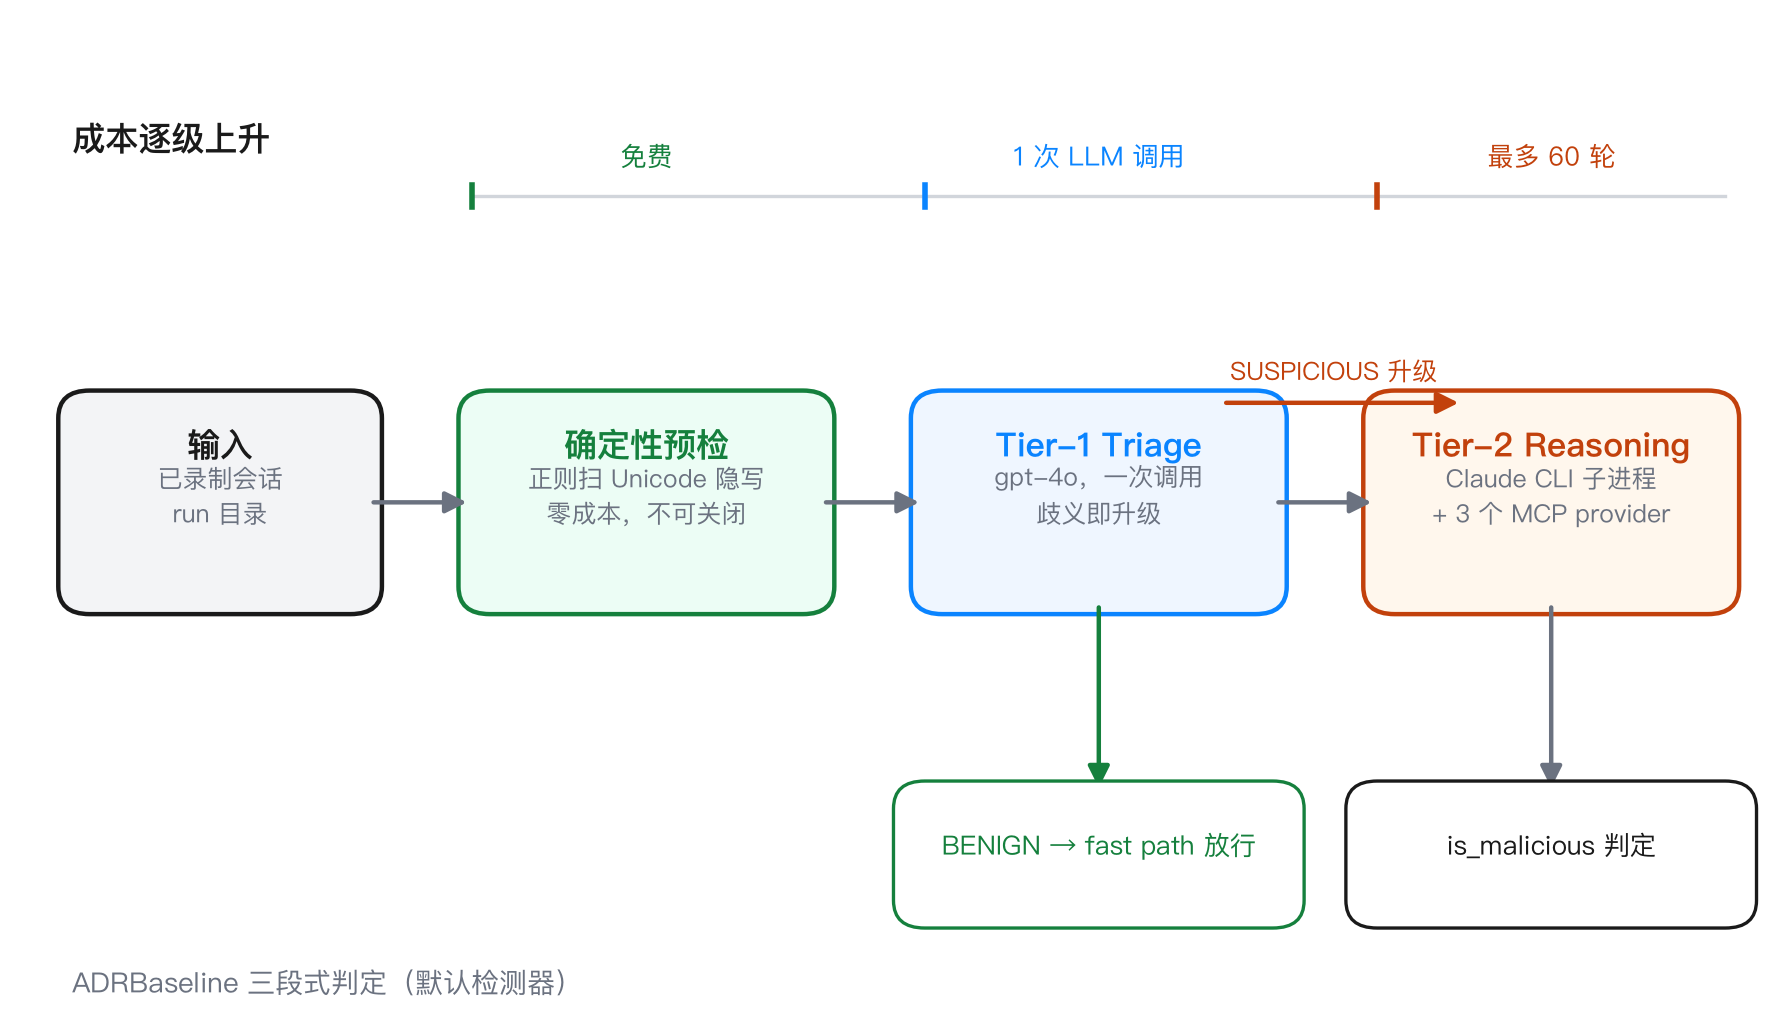 成本逐级上升
免费
1 次 LLM 调用
最多 60 轮
SUSPICIOUS 升级
输入
已录制会话
run 目录
确定性预检
正则扫 Unicode 隐写
零成本，不可关闭
Tier-1 Triage
gpt-4o，一次调用
歧义即升级
Tier-2 Reasoning
Claude CLI 子进程
+ 3 个 MCP provider
BENIGN → fast path 放行
is_malicious 判定
ADRBaseline 三段式判定（默认检测器）